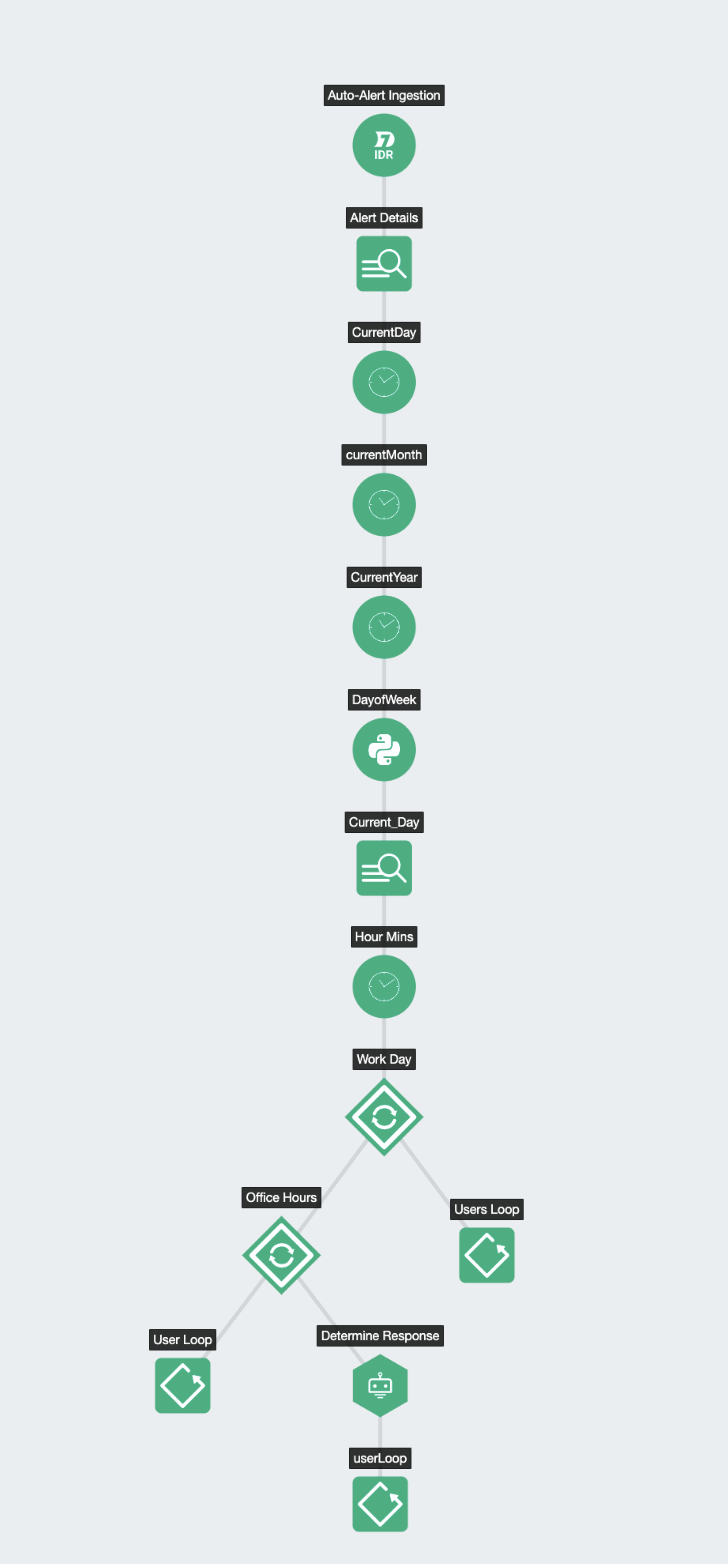 Auto-Alert Ingestion
IDR
Alert Details
CurrentDay
currentMonth
CurrentYear
DayofWeek
Current_Day
Hour Mins
Work Day
Office Hours
Users Loop
User Loop
Determine Response
userLoop